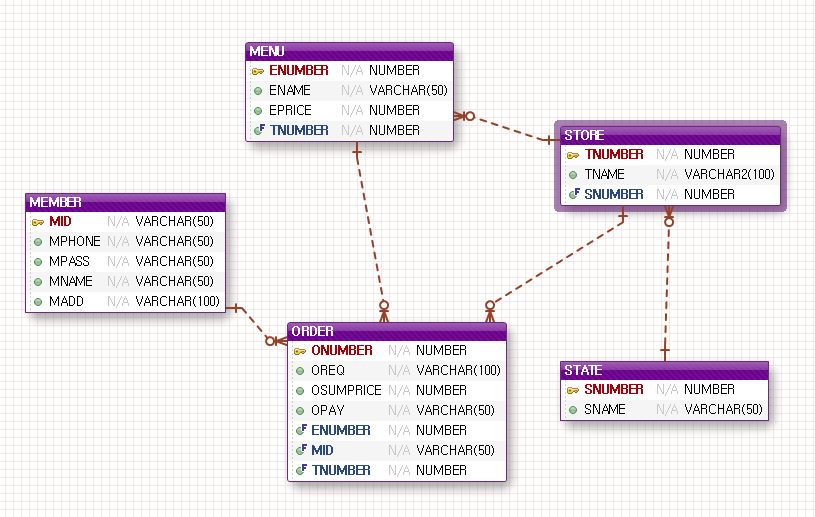 MENU
ENUMBER N/A NUMBER
ENAME N/A VARCHAR(50)
EPRICE N/A NUMBER
F TNUMBER N/A NUMBER
STORE
TNUMBER N/A NUMBER
TNAME N/A VARCHAR2(100)
F SNUMBER N/A NUMBER
MEMBER
MID N/A VARCHAR(50)
MPHONE N/A VARCHAR(50)
MPASS N/A VARCHAR(50)
MNAME N/A VARCHAR(50)
MADD N/A VARCHAR(100)
ORDER
ONUMBER N/A NUMBER
OREQ N/A VARCHAR(100)
OSUMPRICE N/A NUMBER
OPAY N/A VARCHAR(50)
F ENUMBER N/A NUMBER
F MID N/A VARCHAR(50)
F TNUMBER N/A NUMBER
STATE
SNUMBER N/A NUMBER
SNAME N/A VARCHAR(50)